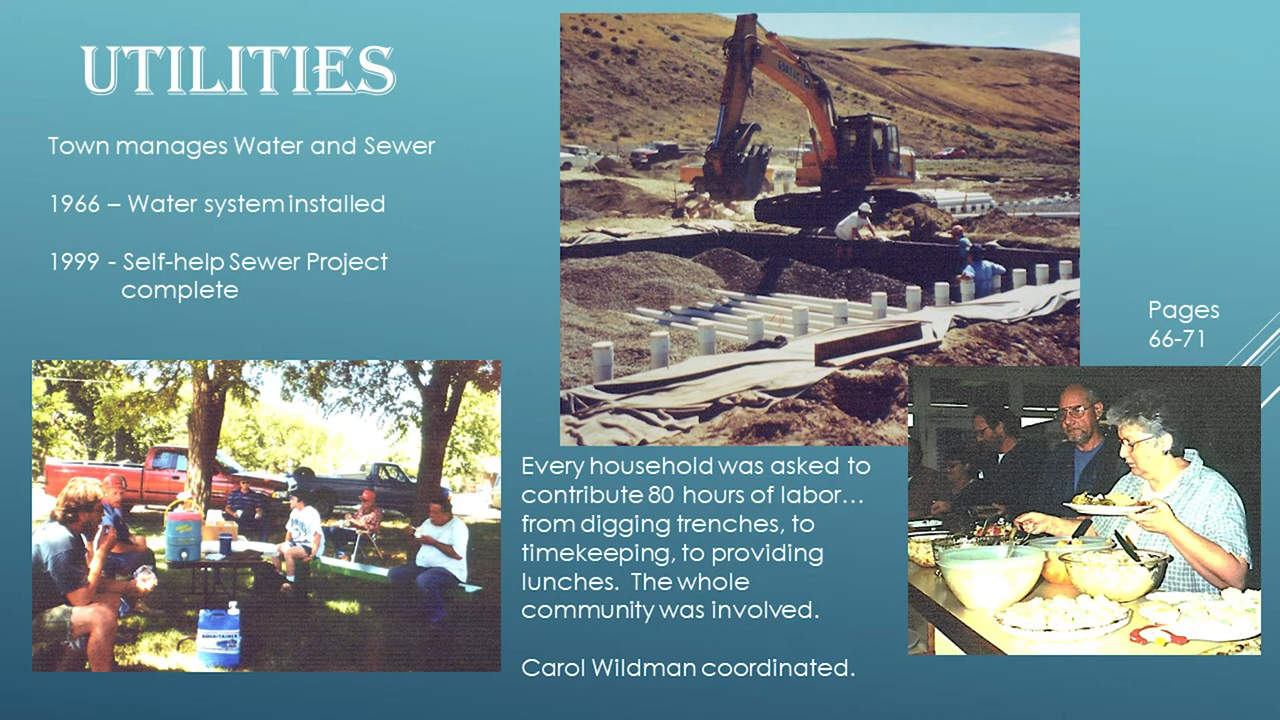 UTILITIES
Town manages Water and Sewer
1966 – Water system installed
1999 - Self-help Sewer Project
complete
Pages
66-71
Every household was asked to
contribute 80 hours of labor...
from digging trenches, to
timekeeping, to providing
lunches. The whole
community was involved.
Carol Wildman coordinated.
AQUA-TAINER